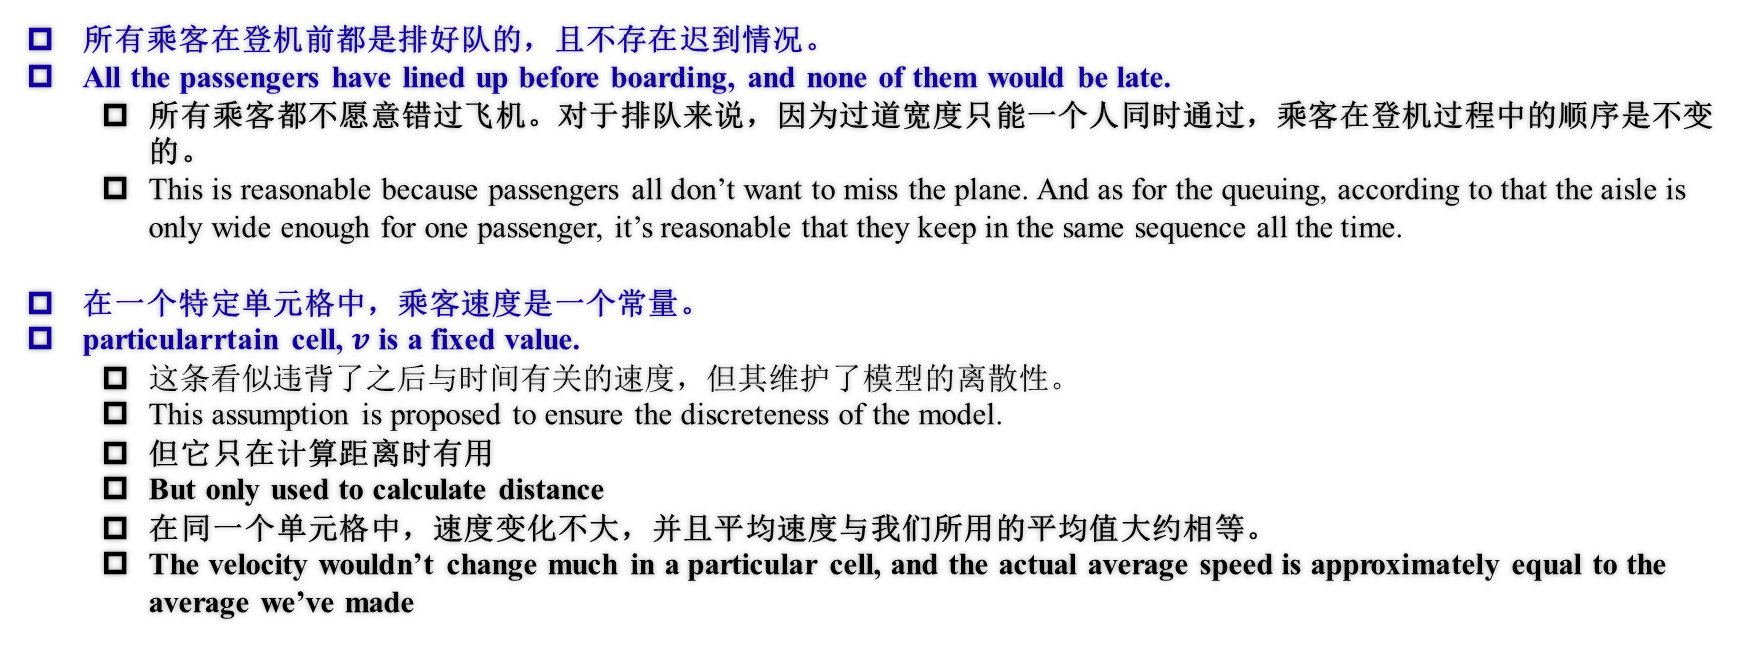 所有乘客在登机前都是排好队的，且不存在迟到情况。
All the passengers have lined up before boarding, and none of them would be late.
所有乘客都不愿意错过飞机。对于排队来说，因为过道宽度只能一个人同时通过，乘客在登机过程中的顺序是不变
的。
This is reasonable because passengers all don't want to miss the plane. And as for the queuing, according to that the aisle is
only wide enough for one passenger, it's reasonable that they keep in the same sequence all the time.
在一个特定单元格中，乘客速度是一个常量。
particularrtain cell, v is a fixed value.
这条看似违背了之后与时间有关的速度，但其维护了模型的离散性。
This assumption is proposed to ensure the discreteness of the model.
但它只在计算距离时有用
But only used to calculate distance
在同一个单元格中，速度变化不大，并且平均速度与我们所用的平均值大约相等。
The velocity wouldn't change much in a particular cell, and the actual average speed is approximately equal to the
average we've made